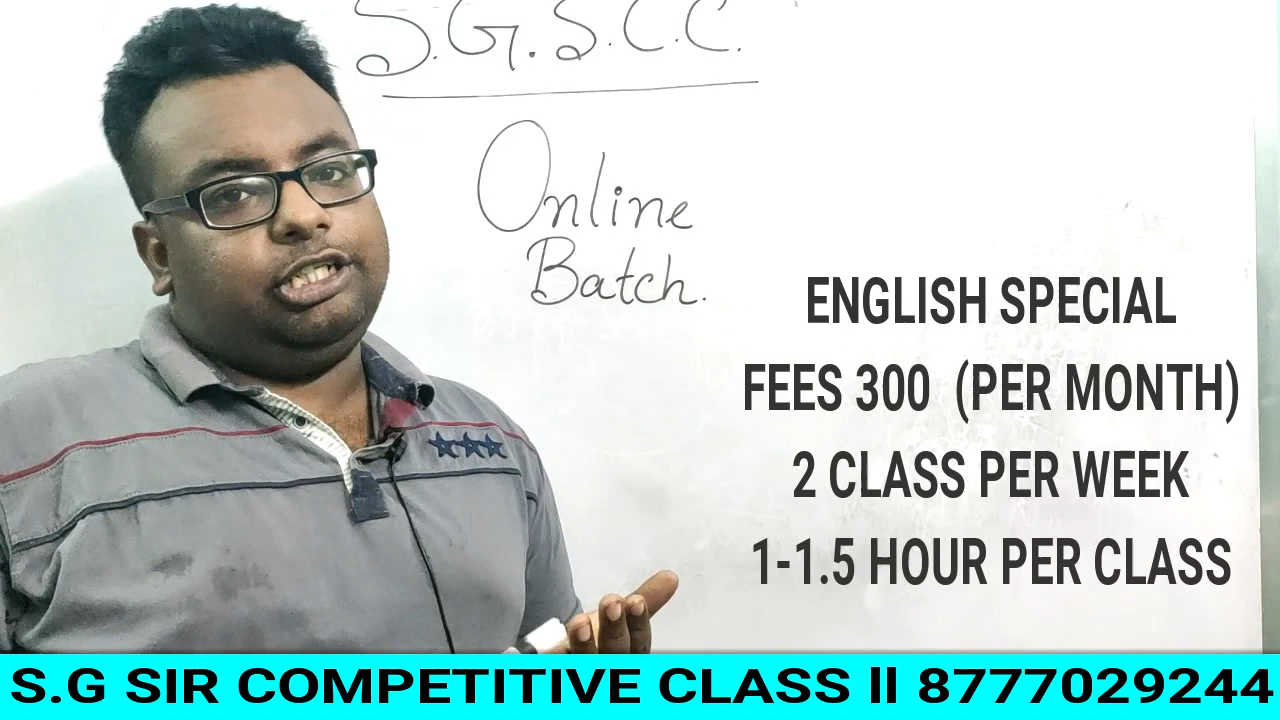 S.G.S.C.C.
Online
Batch.
ENGLISH SPECIAL
FEES 300 (PER MONTH)
2 CLASS PER WEEK
1-1.5 HOUR PER CLASS
S.G SIR COMPETITIVE CLASS ll 8777029244